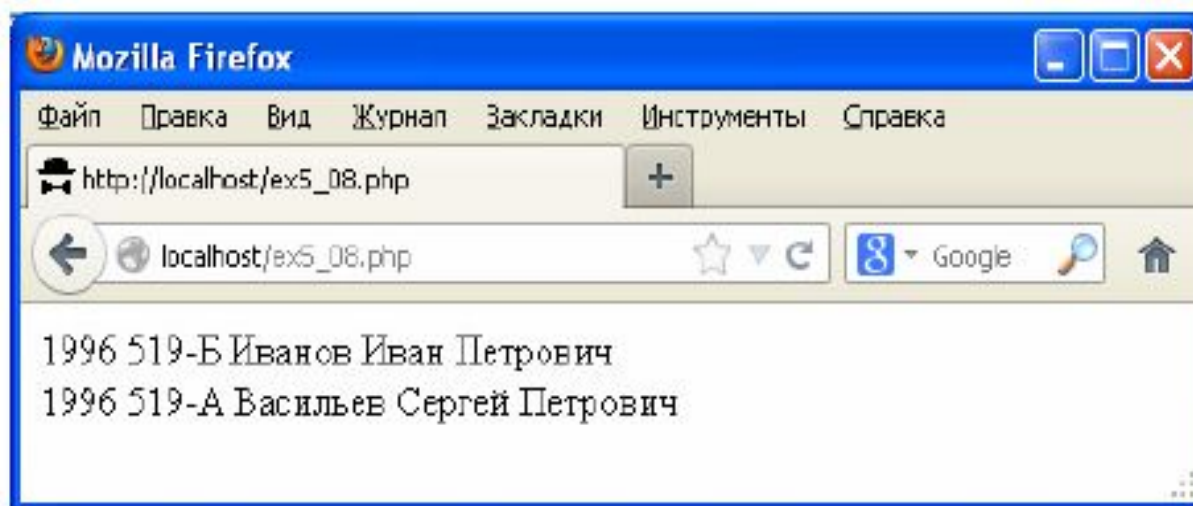 Mozilla Firefox
Файл Правка Вид Журнал Закладки Инструменты Справка
http://localhost/ex5_08.php
localhost/ex5_08.php Google
1996 519-Б Иванов Иван Петрович
1996 519-А Васильев Сергей Петрович